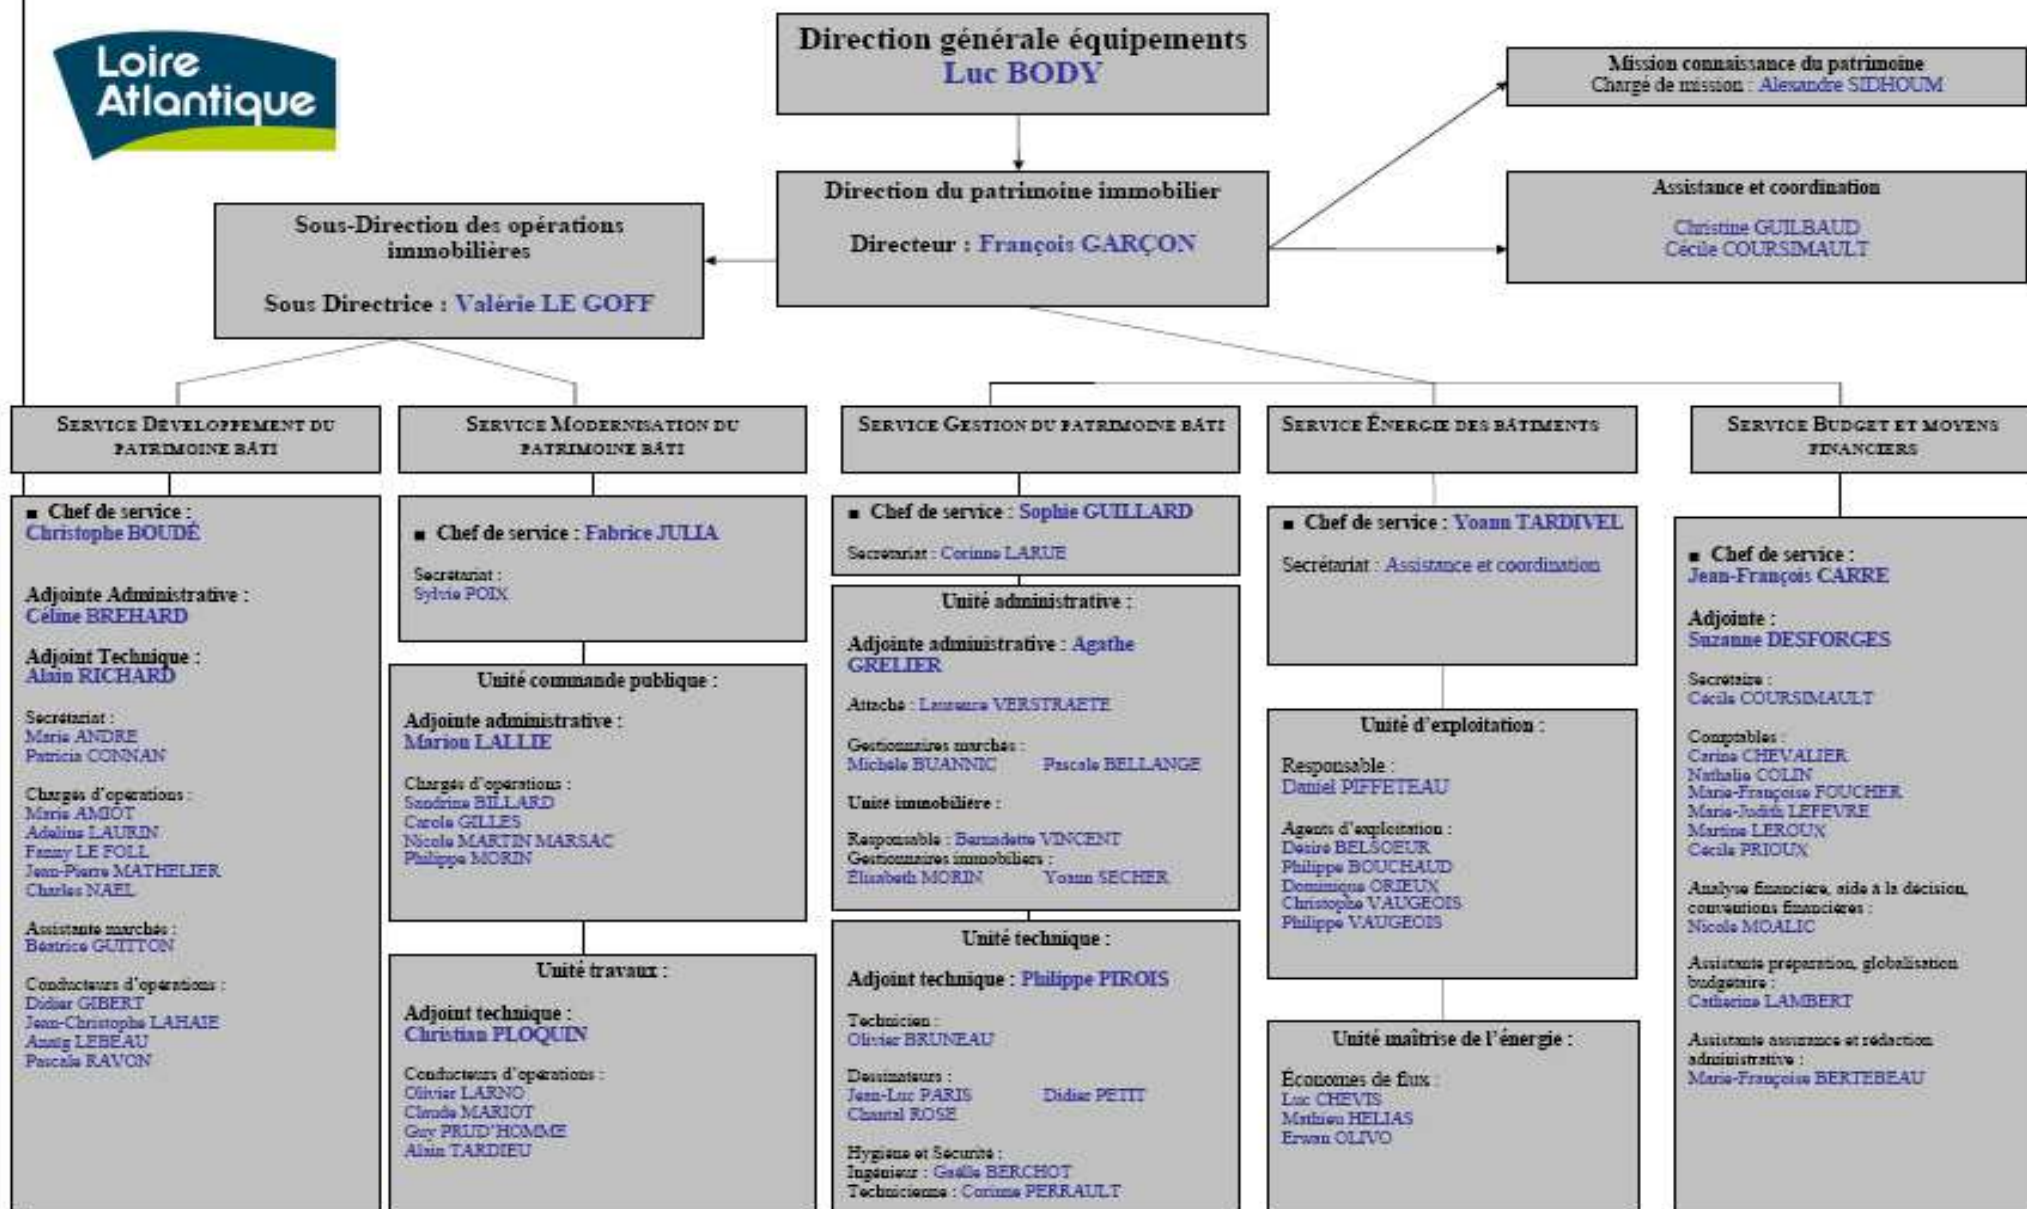 Loire
Atlantique
Direction générale équipements
Luc BODY
Mission connaissance du patrimoine
Chargé de mission : Alexandre SIDHOUM
Direction du patrimoine immobilier
Directeur : François GARÇON
Assistance et coordination
Christine GUILBAUD
Cécile COURSIMAULT
Sous-Direction des opérations
immobilières
Sous Directrice : Valérie LE GOFF
SERVICE DÉVELOPPEMENT DU
PATRIMOINE BÂTI
■ Chef de service :
Christophe BOUDÉ
Adjointe Administrative :
Céline BREHARD
Adjoint Technique :
Alain RICHARD
Secrétariat :
Marie ANDRE
Patricia CONNAN
Chargés d'opérations :
Marie AMIOT
Adeline LAURIN
Fanny LE FOLL
Jean-Pierre MATHELIER
Charles NAEL
Assistante marchés :
Béatrice GUITTON
Conducteurs d'opérations :
Didier GIBERT
Jean-Christophe LAHAIE
Anaïg LEBEAU
Pascale RAVON
SERVICE MODERNISATION DU
PATRIMOINE BÂTI
■ Chef de service : Fabrice JULIA
Secrétariat :
Sylvie POIX
Unité commande publique :
Adjointe administrative :
Marion LALLIE
Chargés d'opérations :
Sandrine BILLARD
Carole GILLES
Nicole MARTIN MARSAC
Philippe MORIN
Unité travaux :
Adjoint technique :
Christian PLOQUIN
Conducteurs d'opérations :
Olivier LARNO
Claude MARIOT
Guy PRUD'HOMME
Alain TARDIEU
SERVICE GESTION DU PATRIMOINE BÂTI
■ Chef de service : Sophie GUILLARD
Secrétariat : Corinne LARUE
Unité administrative :
Adjointe administrative : Agathe
GRELIER
Attaché : Laurence VERSTRAETE
Gestionnaires marchés :
Michèle BUANNIC Pascale BELLANGE
Unité immobilière :
Responsable : Bernadette VINCENT
Gestionnaires immobiliers :
Élisabeth MORIN Yoann SECHER
Unité technique :
Adjoint technique : Philippe PIROIS
Technicien :
Olivier BRUNEAU
Dessinateurs :
Jean-Luc PARIS Didier PETIT
Chantal ROSE
Hygiène et Sécurité :
Ingénieur : Gaëlle BERCHOT
Technicienne : Corinne PERRAULT
SERVICE ÉNERGIE DES BÂTIMENTS
■ Chef de service : Yoann TARDIVEL
Secrétariat : Assistance et coordination
Unité d'exploitation :
Responsable :
Daniel PIFFETEAU
Agents d'exploitation :
Désiré BELSOEUR
Philippe BOUCHAUD
Dominique ORIEUX
Christophe VAUGEOIS
Philippe VAUGEOIS
Unité maîtrise de l'énergie :
Économes de flux :
Luc CHEVIS
Mathieu HELIAS
Erwan OLIVO
SERVICE BUDGET ET MOYENS
FINANCIERS
■ Chef de service :
Jean-François CARRE
Adjointe :
Suzanne DESFORGES
Secrétaire :
Cécile COURSIMAULT
Comptables :
Carine CHEVALIER
Nathalie COLIN
Marie-Françoise FOUCHER
Marie-Judith LEFEVRE
Martine LEROUX
Cécile PRIOUX
Analyse financière, aide à la décision,
conventions financières :
Nicole MOALIC
Assistante préparation, globalisation
budgétaire :
Catherine LAMBERT
Assistante assurance et rédaction
administrative :
Marie-Françoise BERTEBEAU